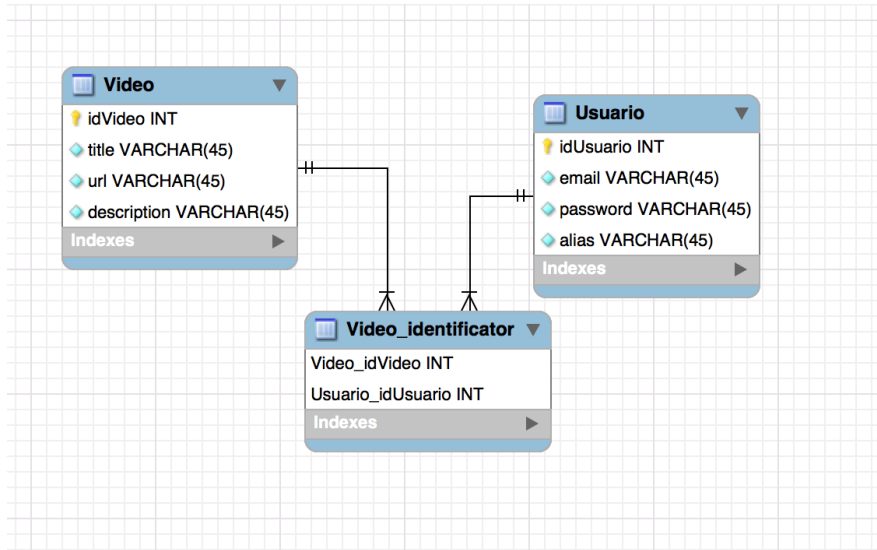 Video
idVideo INT
title VARCHAR(45)
url VARCHAR(45)
description VARCHAR(45)
Indexes
Usuario
idUsuario INT
email VARCHAR(45)
password VARCHAR(45)
alias VARCHAR(45)
Indexes
Video_identificator
Video_idVideo INT
Usuario_idUsuario INT
Indexes